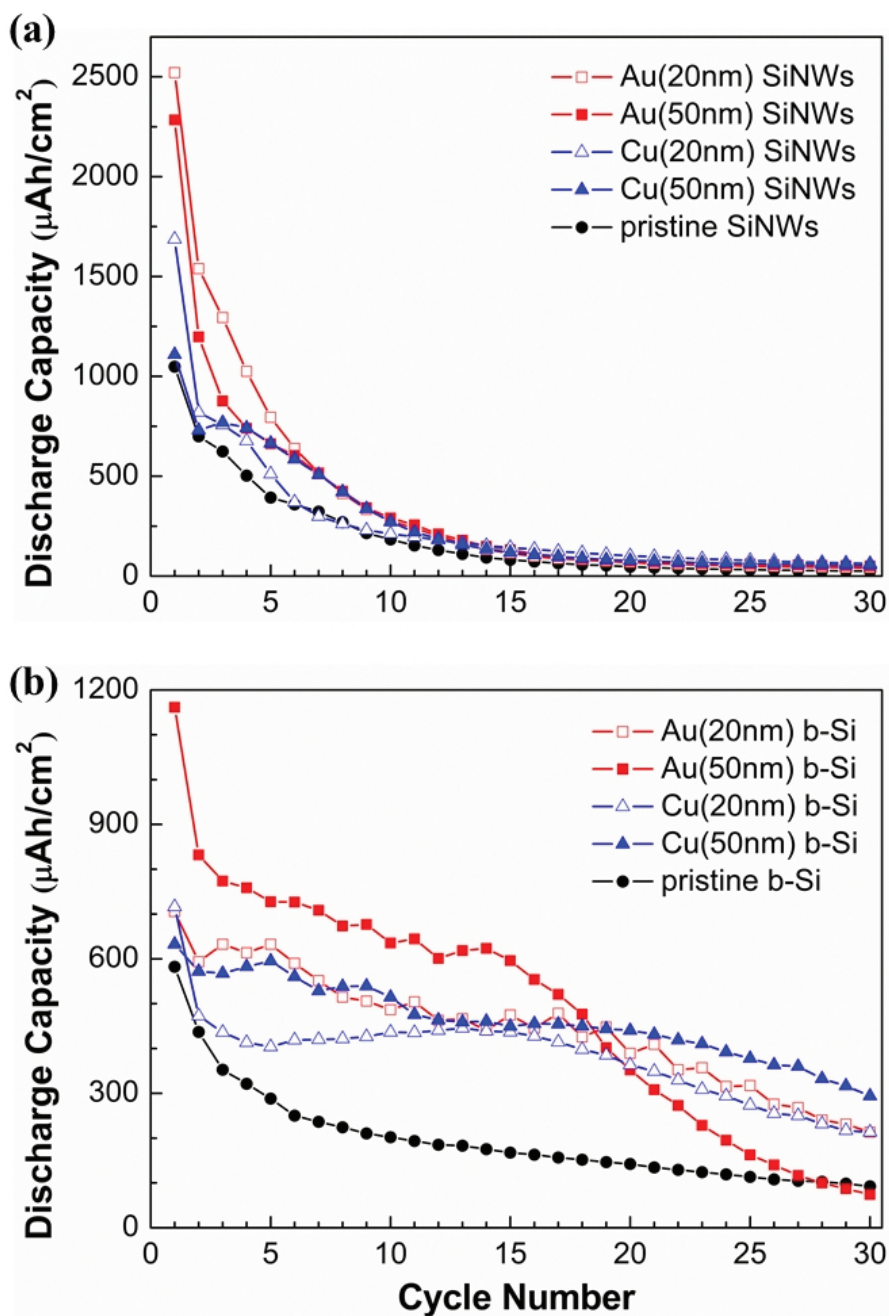 (a)
2500
2000
1500
1000
500
0
Discharge Capacity (μAh/cm²)
Au(20nm) SiNWs
Au(50nm) SiNWs
Cu(20nm) SiNWs
Cu(50nm) SiNWs
pristine SiNWs
0 5 10 15 20 25 30
(b)
1200
900
600
300
0
Discharge Capacity (μAh/cm²)
Au(20nm) b-Si
Au(50nm) b-Si
Cu(20nm) b-Si
Cu(50nm) b-Si
pristine b-Si
0 5 10 15 20 25 30
Cycle Number